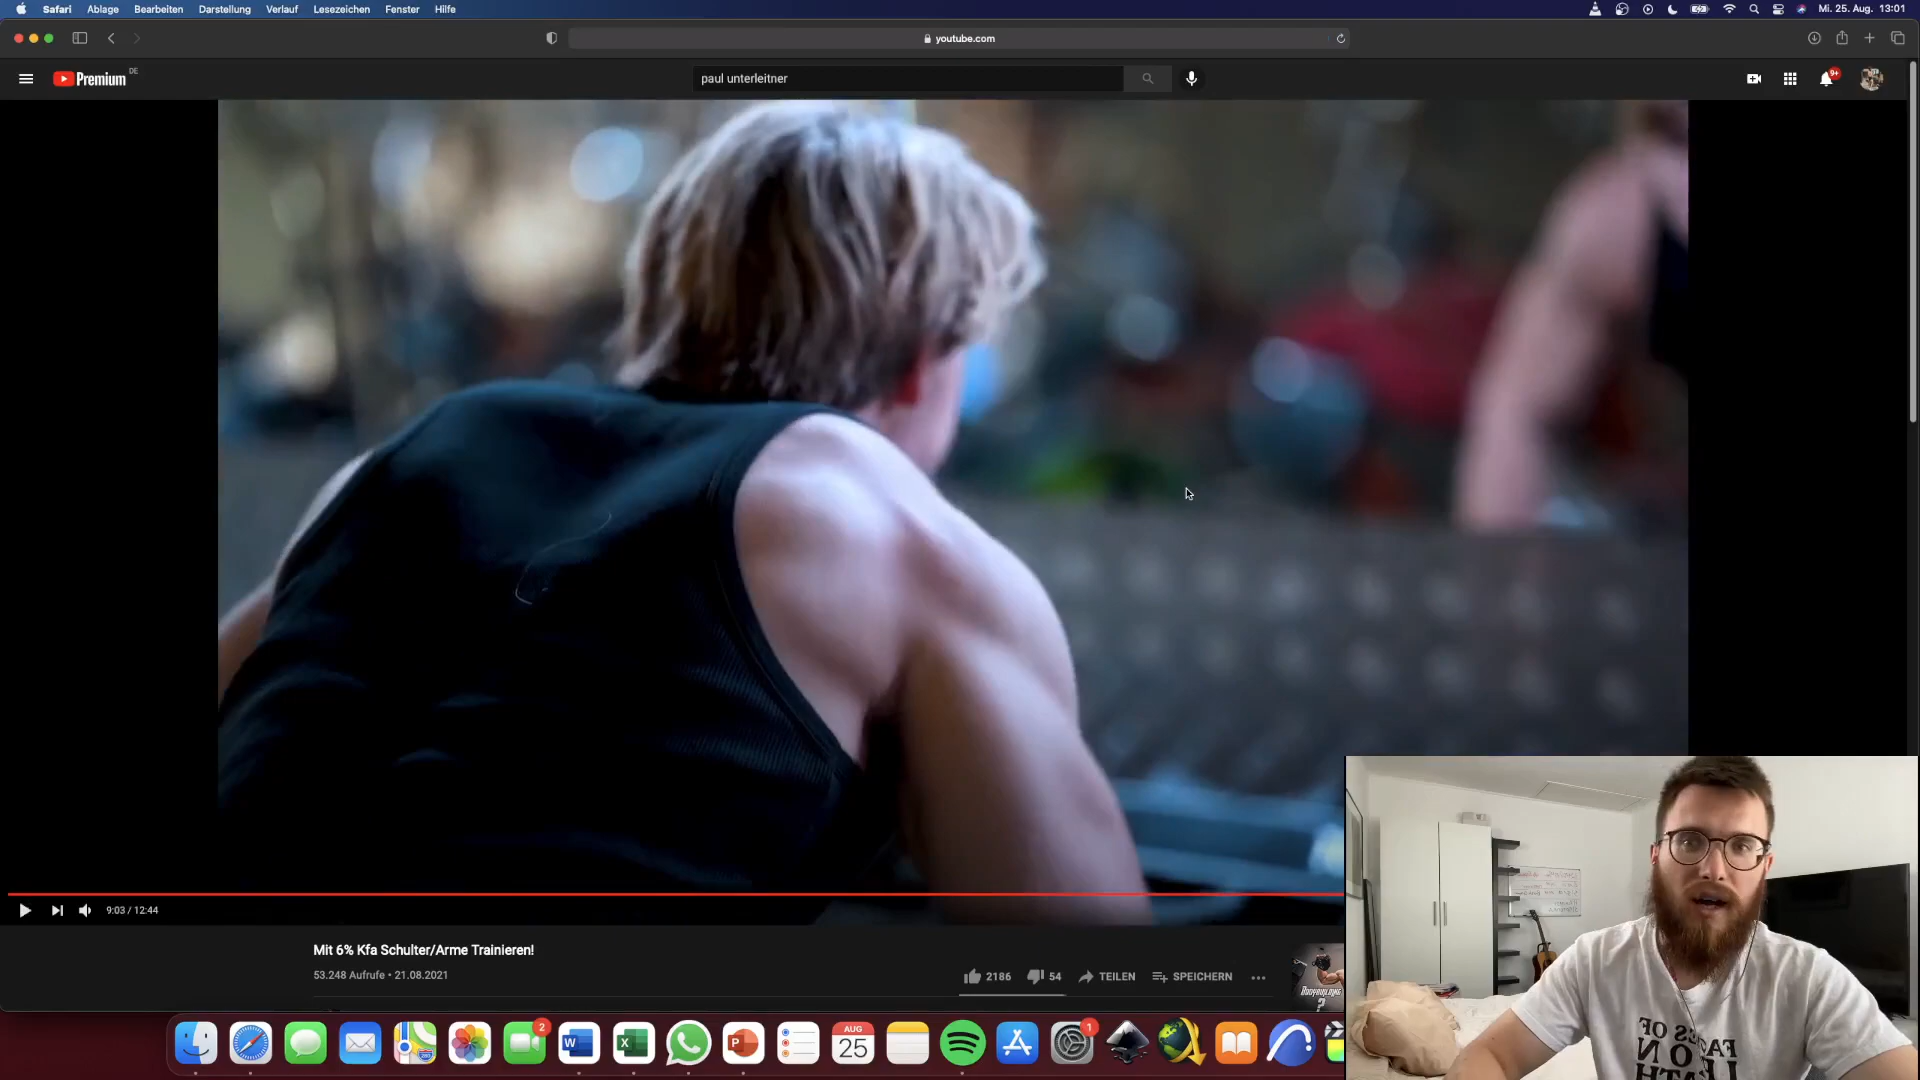 Safari Ablage Bearbeiten Darstellung Verlauf Lesezeichen Fenster Hilfe
Mi. 25. Aug. 13:01
youtube.com
Premium DE
paul unterleitner
9+
9:03 / 12:44
Mit 6% Kfa Schulter/Arme Trainieren!
53.248 Aufrufe • 21.08.2021
2186
54
TEILEN
SPEICHERN
2
W
X
P
AUG
25
1